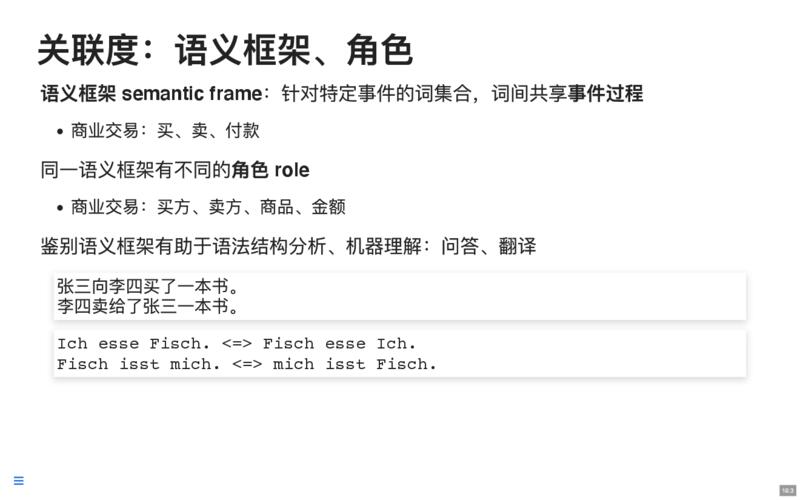 关联度：语义框架、角色
语义框架 semantic frame：针对特定事件的词集合，词间共享事件过程
• 商业交易：买、卖、付款
同一语义框架有不同的角色 role
• 商业交易：买方、卖方、商品、金额
鉴别语义框架有助于语法结构分析、机器理解：问答、翻译
张三向李四买了一本书。
李四卖给了张三一本书。
Ich esse Fisch. <=> Fisch esse Ich.
Fisch isst mich. <=> mich isst Fisch.